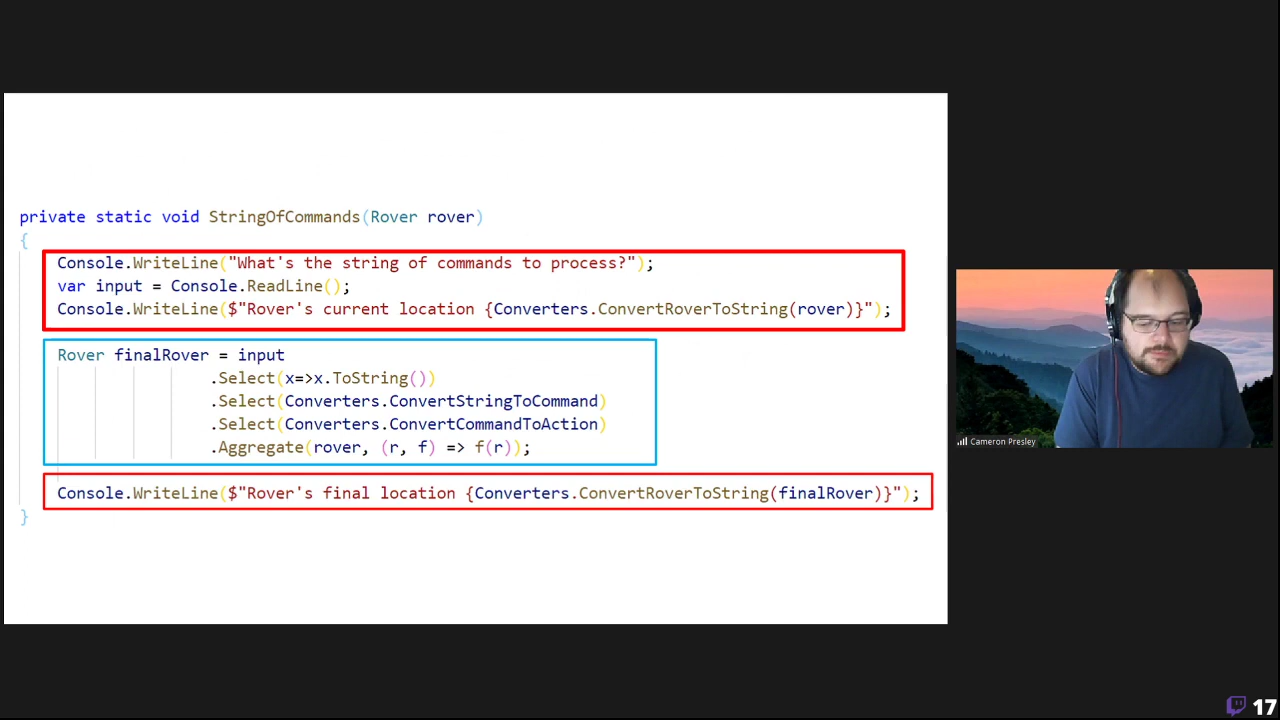 private static void StringOfCommands(Rover rover)
{
Console.WriteLine("What's the string of commands to process?");
var input = Console.ReadLine();
Console.WriteLine($"Rover's current location {Converters.ConvertRoverToString(rover)}");
Rover finalRover = input
.Select(x=>x.ToString())
.Select(Converters.ConvertStringToCommand)
.Select(Converters.ConvertCommandToAction)
.Aggregate(rover, (r, f) => f(r));
Console.WriteLine($"Rover's final location {Converters.ConvertRoverToString(finalRover)}");
}
Cameron Presley
17